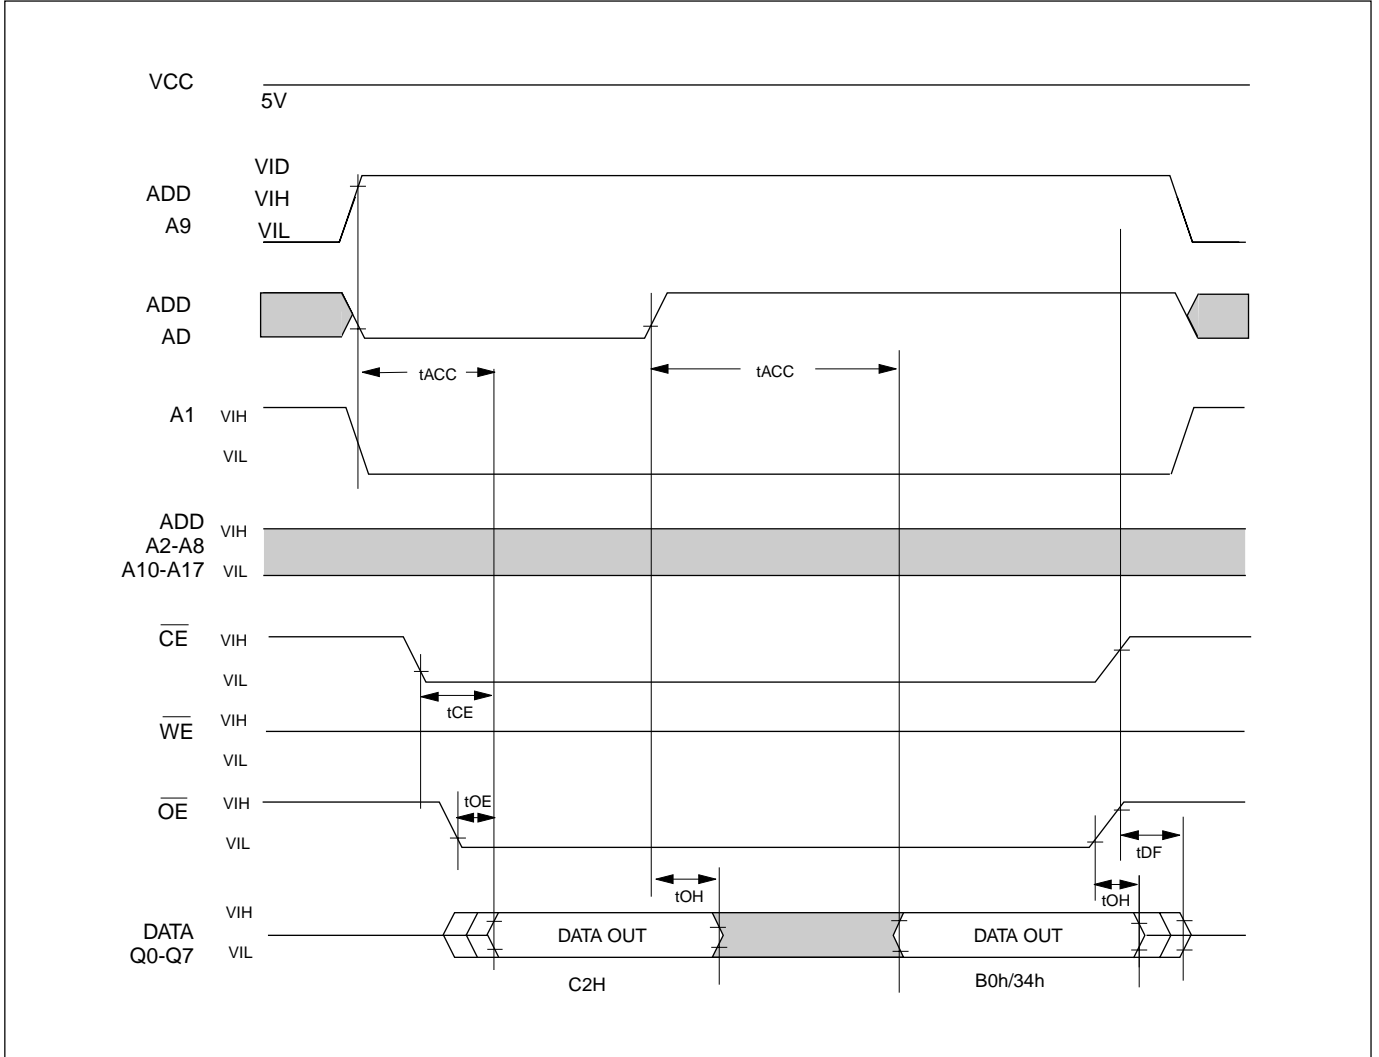 VCC
5V
VID
ADD
VIH
A9
VIL
ADD
AD
tACC
tACC
A1
VIH
VIL
ADD
VIH
A2-A8
A10-A17
VIL
CE
VIH
VIL
tCE
WE
VIH
VIL
OE
VIH
tOE
VIL
tDF
tOH
tOH
DATA
Q0-Q7
VIH
VIL
DATA OUT
DATA OUT
C2H
B0h/34h